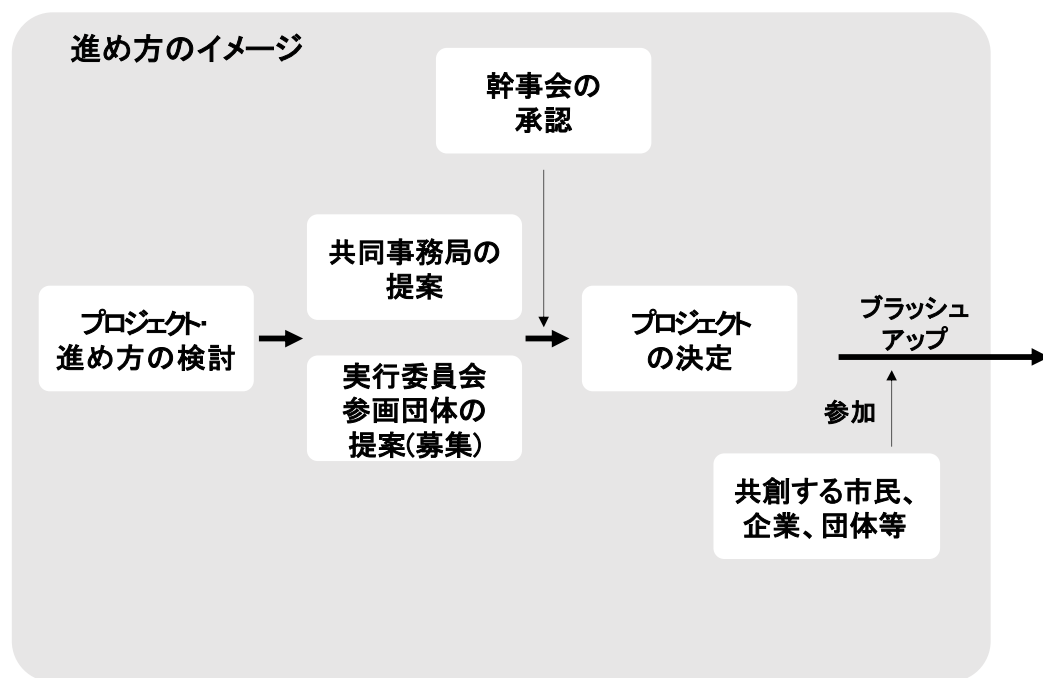 進め方のイメージ
幹事会の
承認
共同事務局の
提案
プロジェクト・
進め方の検討
実行委員会
参画団体の
提案(募集)
プロジェクト
の決定
ブラッシュ
アップ
参加
共創する市民、
企業、団体等